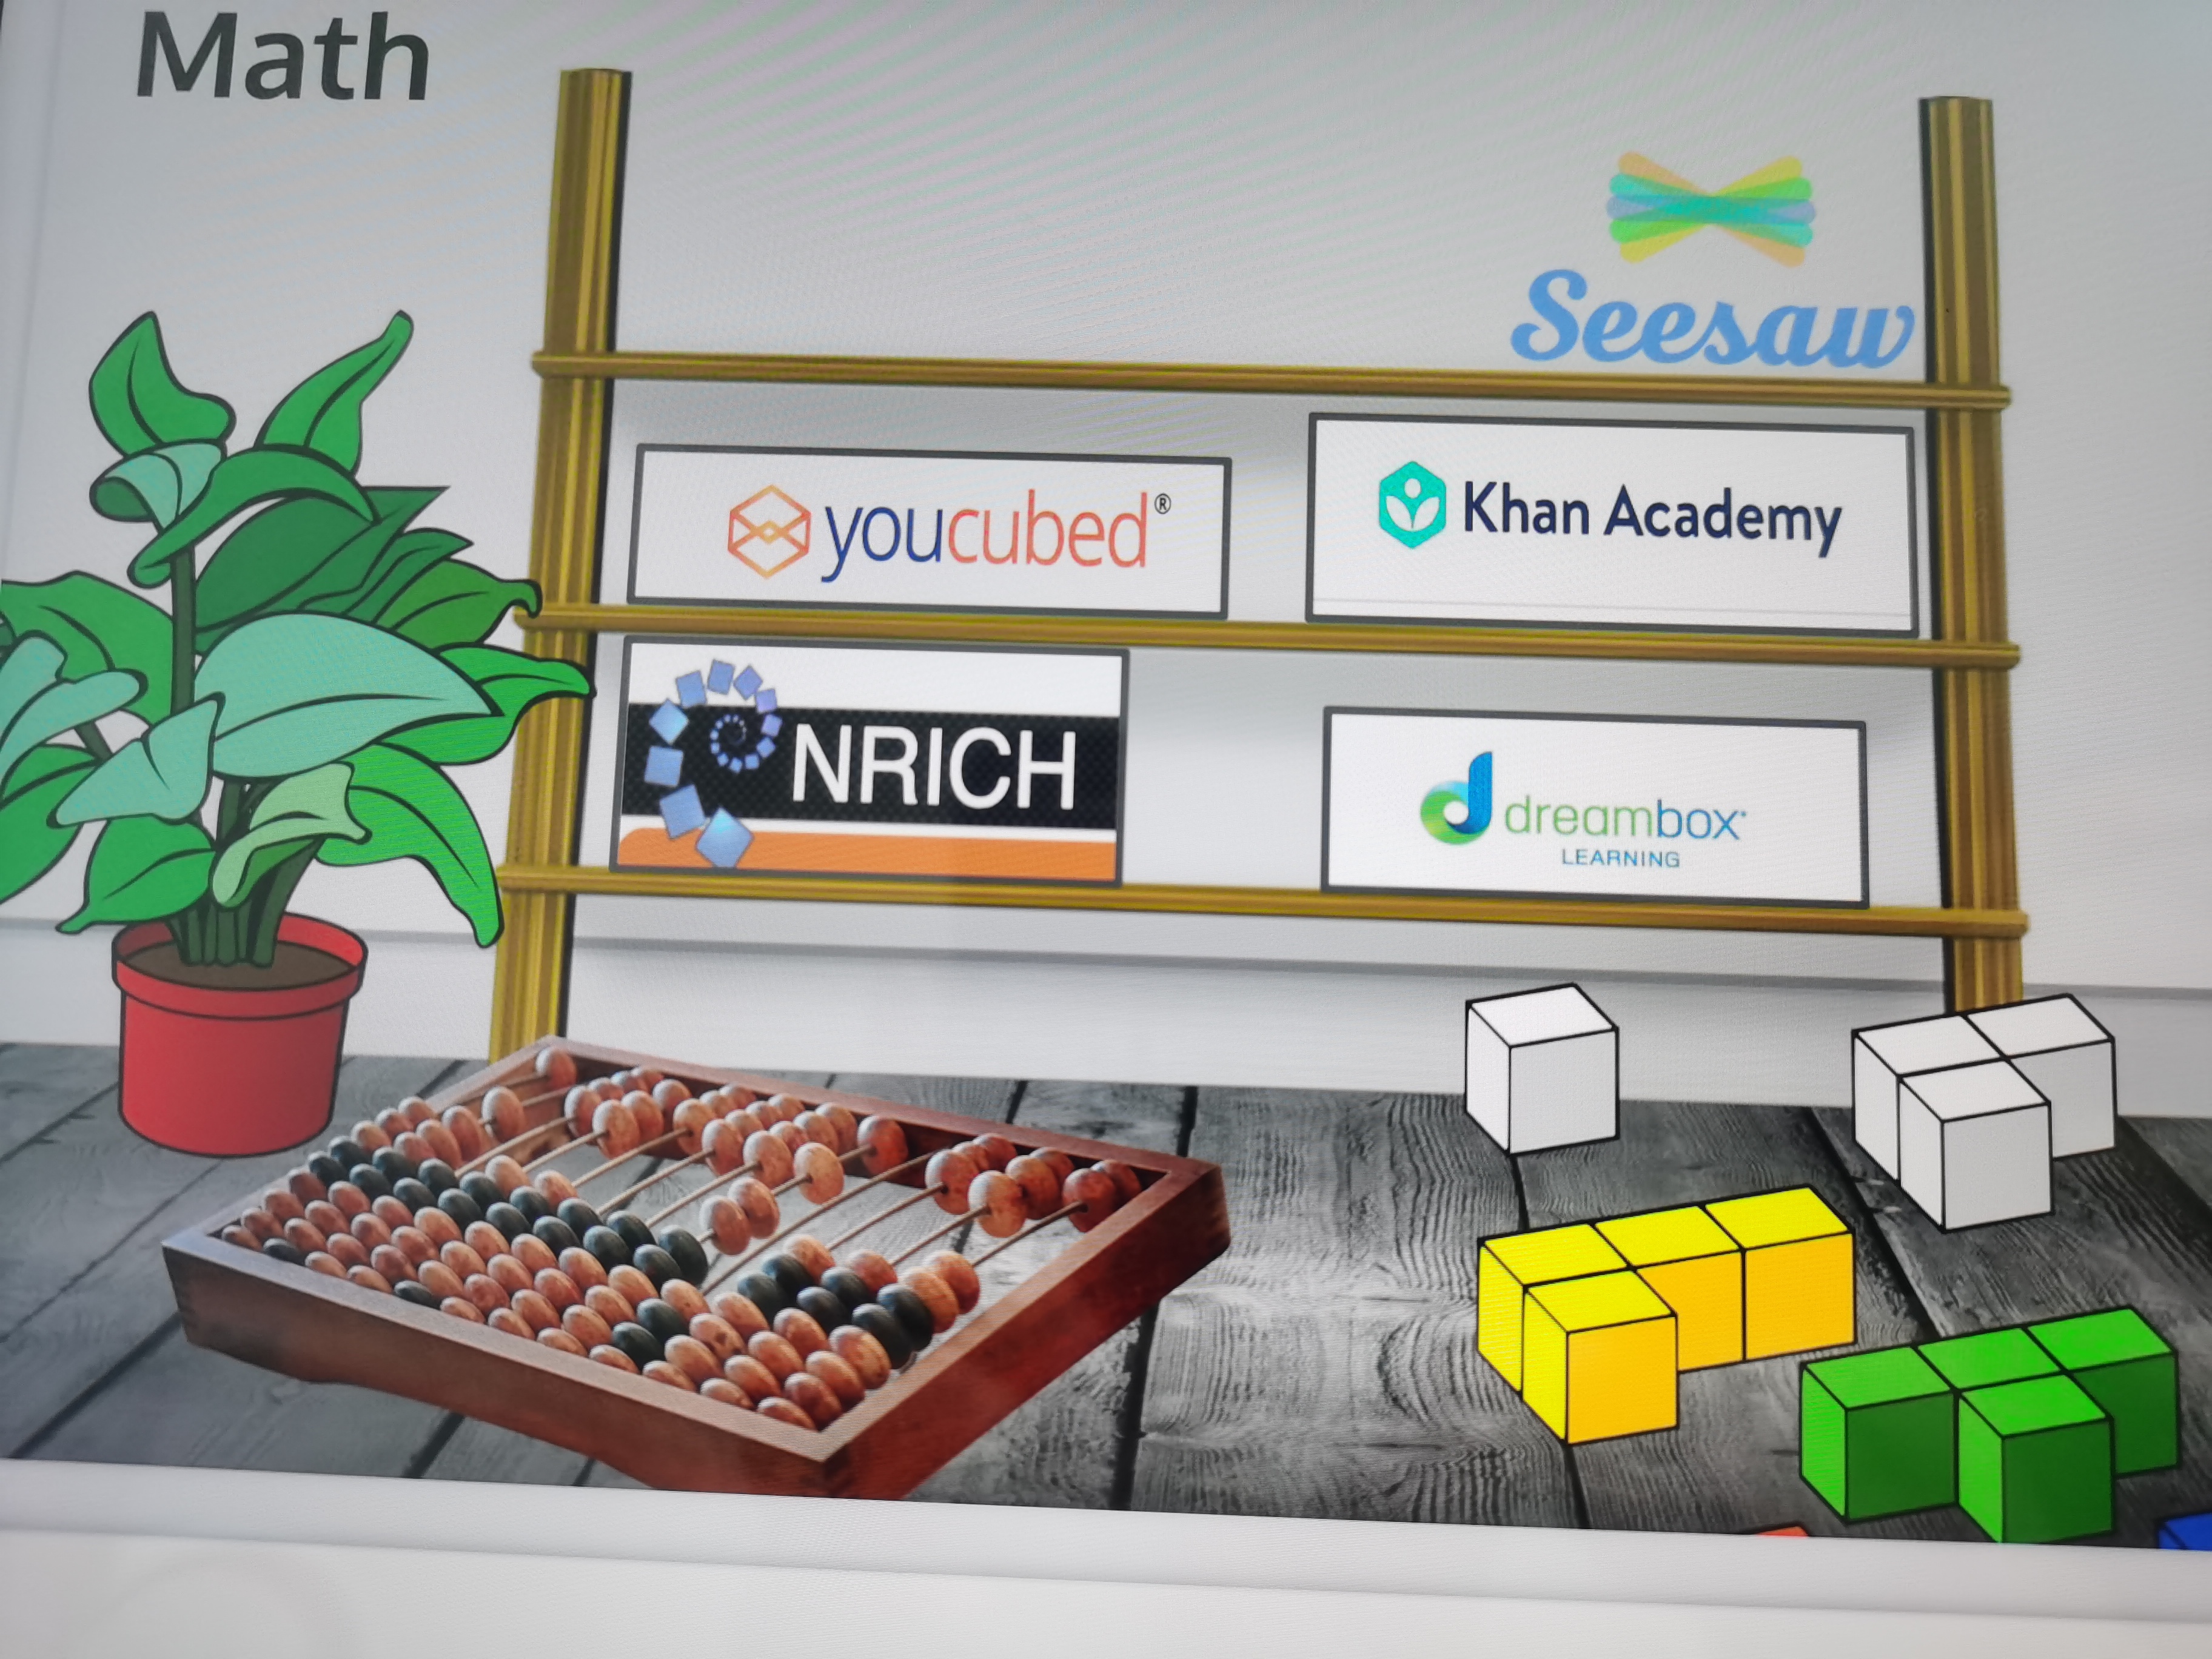 Math
Seesaw
youcubed®
Khan Academy
NRICH
dreambox
LEARNING